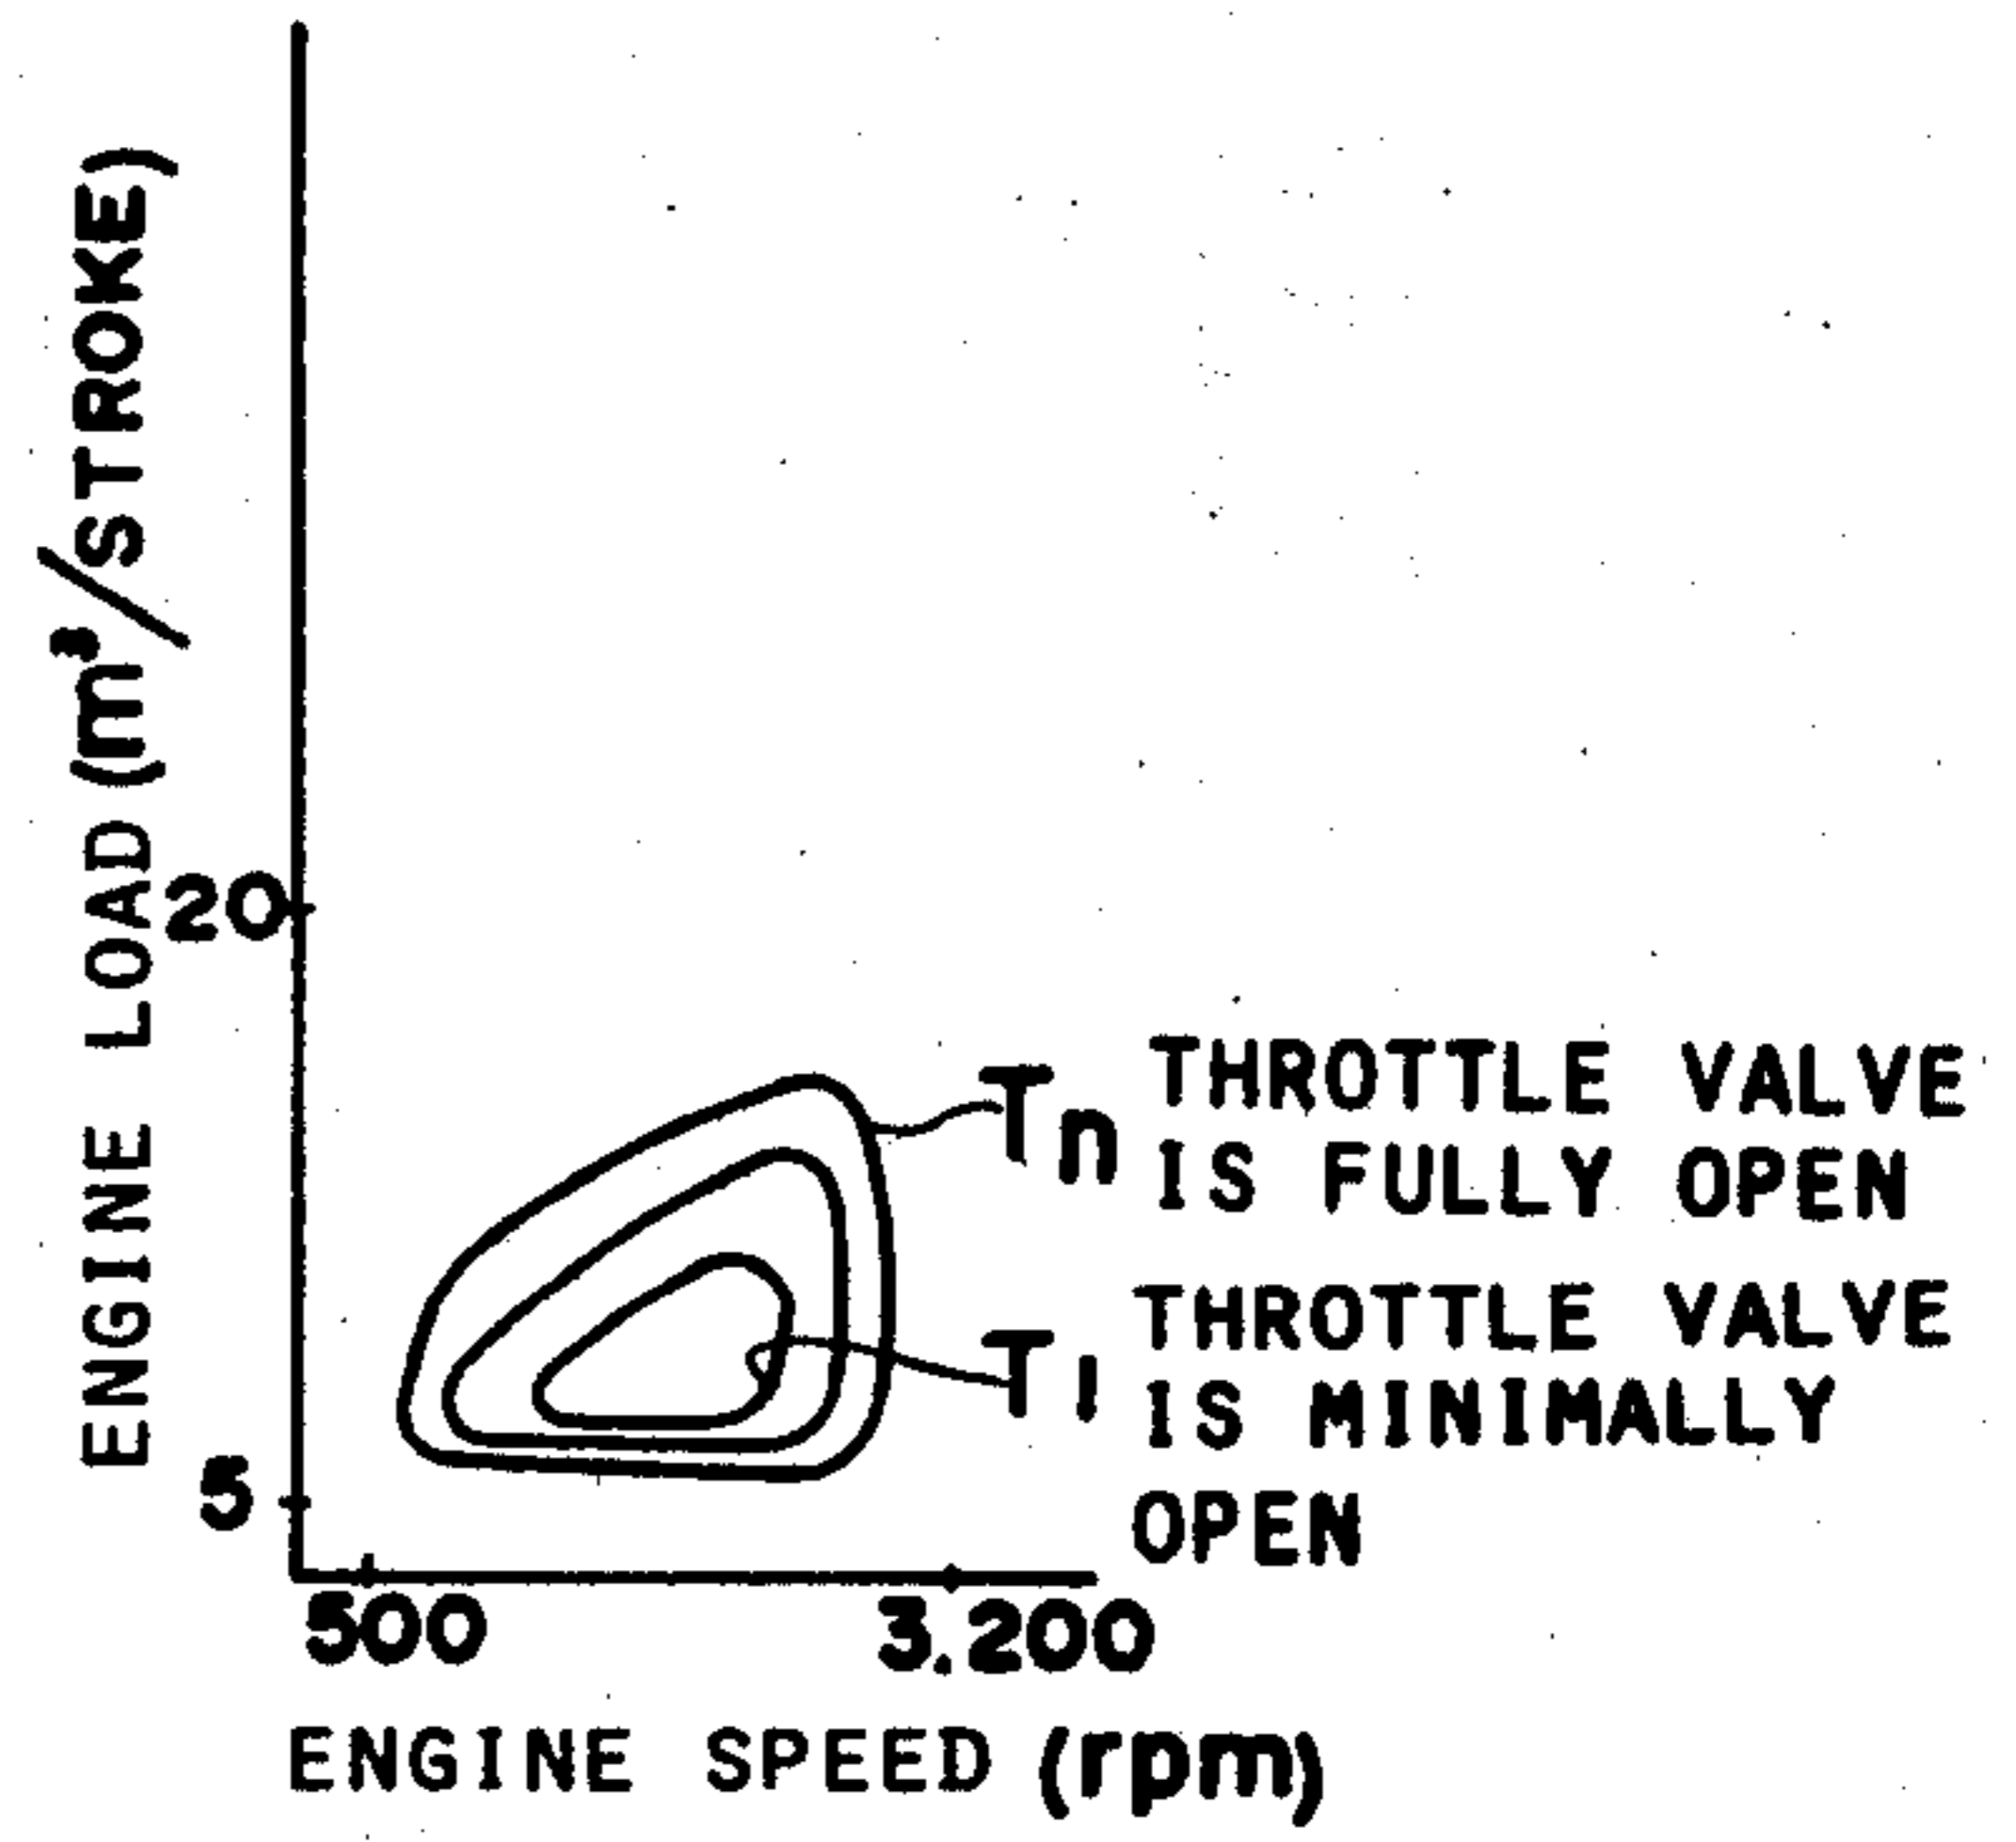 ENGINE LOAD (m³/STROKE)
20
5
Tn THROTTLE VALVE
IS FULLY OPEN
T1 THROTTLE VALVE
IS MINIMALLY
OPEN
500
3.200
ENGINE SPEED (rpm)